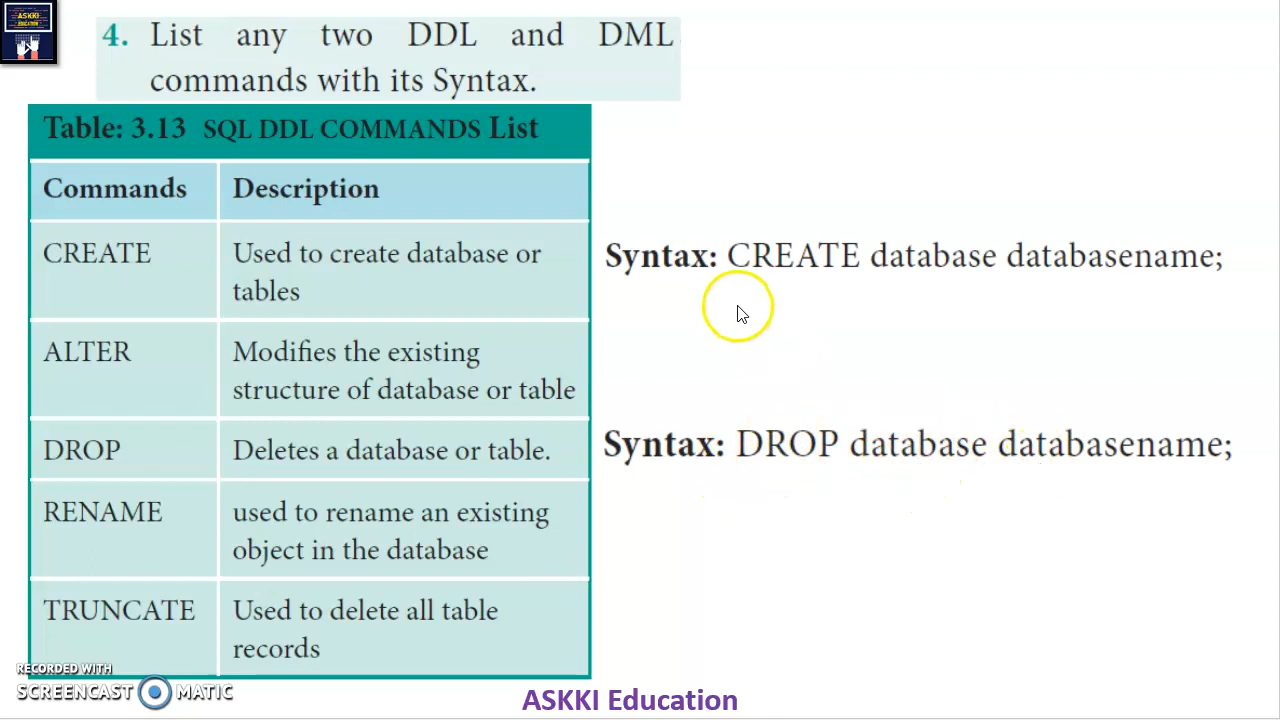 ASKKI
EDUCATION
4. List any two DDL and DML
commands with its Syntax.
Table: 3.13 SQL DDL COMMANDS List
Commands Description
CREATE Used to create database or
tables
Syntax: CREATE database databasename;
ALTER Modifies the existing
structure of database or table
DROP Deletes a database or table.
Syntax: DROP database databasename;
RENAME used to rename an existing
object in the database
TRUNCATE Used to delete all table
records
RECORDED WITH
SCREENCAST MATIC
ASKKI Education